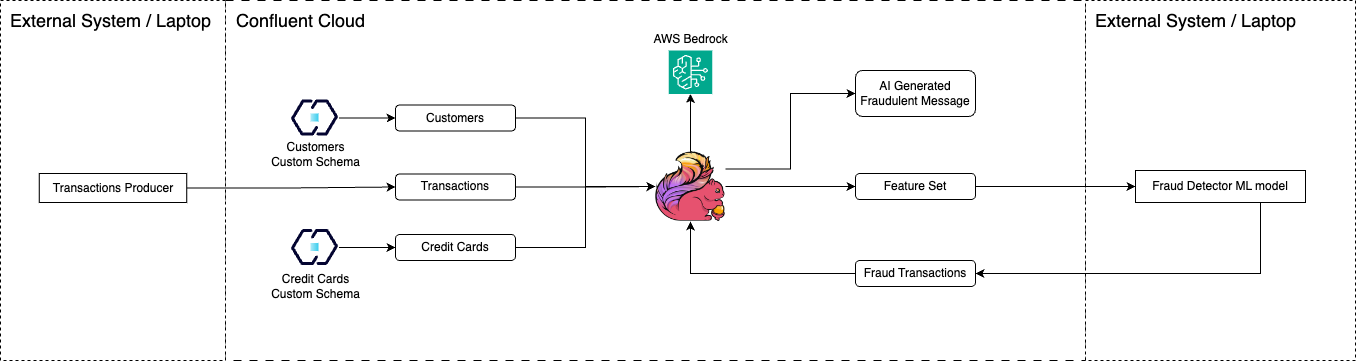 External System / Laptop
Confluent Cloud
External System / Laptop
AWS Bedrock
AI Generated
Fraudulent Message
Customers
Customers
Custom Schema
Transactions Producer
Transactions
Feature Set
Fraud Detector ML model
Credit Cards
Credit Cards
Custom Schema
Fraud Transactions